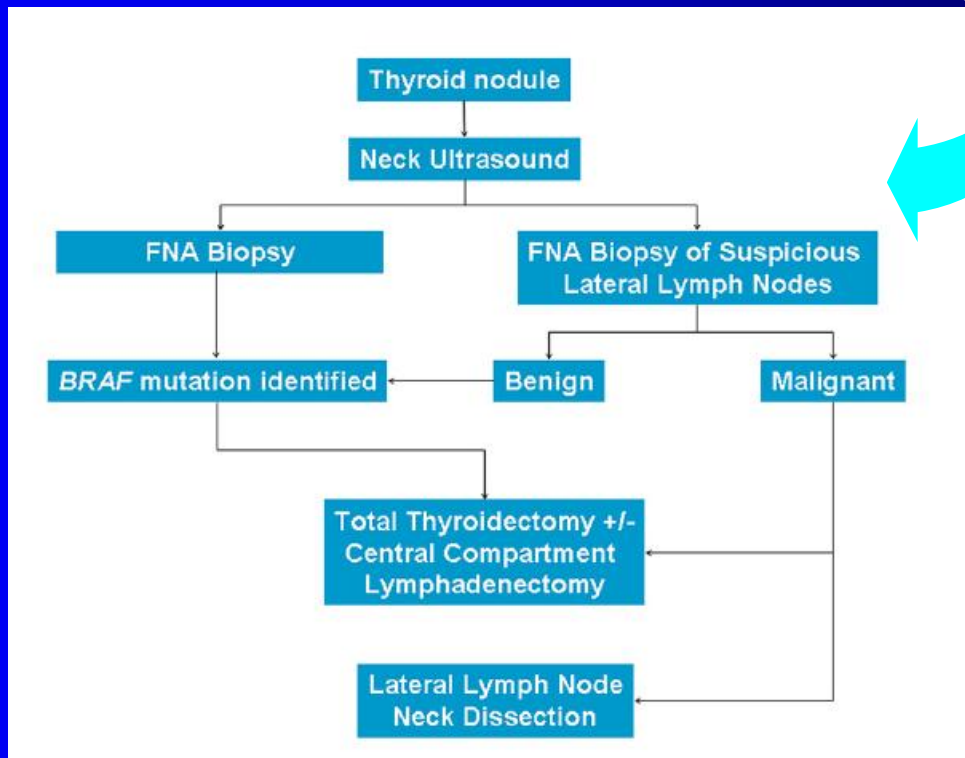 Thyroid nodule
Neck Ultrasound
FNA Biopsy
FNA Biopsy of Suspicious
Lateral Lymph Nodes
BRAF mutation identified
Benign
Malignant
Total Thyroidectomy +/-
Central Compartment
Lymphadenectomy
Lateral Lymph Node
Neck Dissection